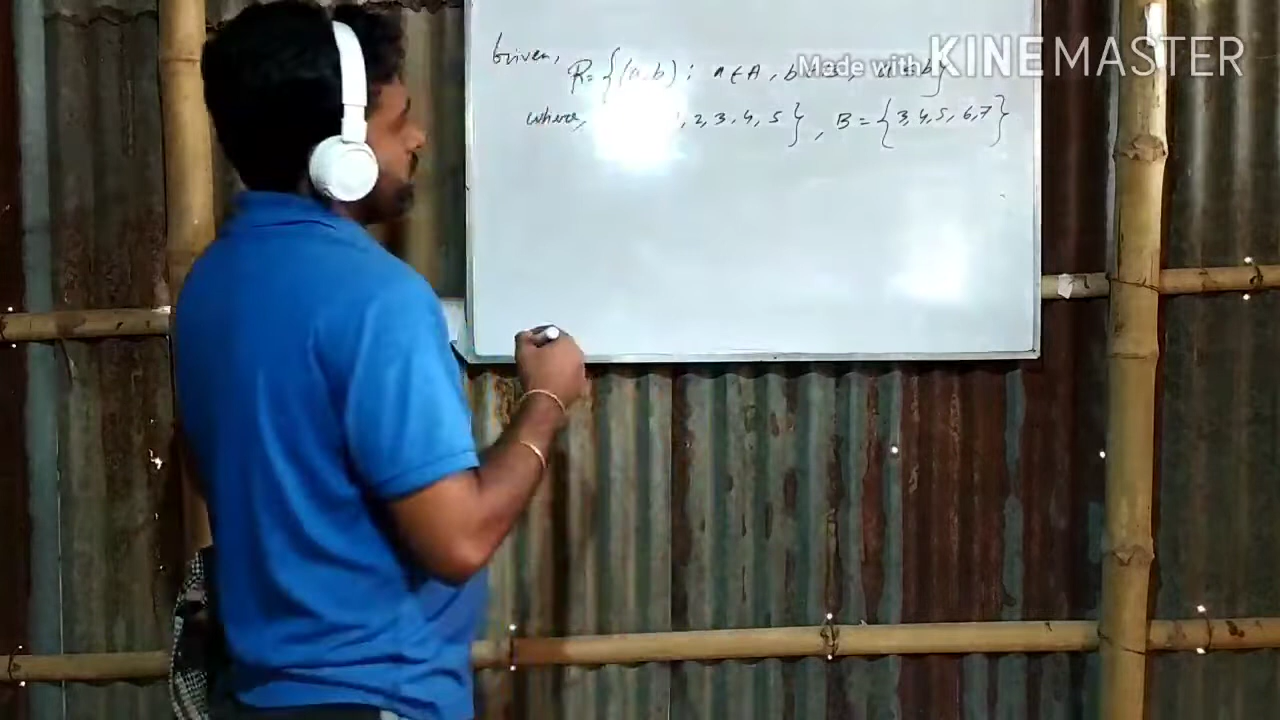 Made with KINEMASTER
Given,
R = {(a, b) : a ∈ A, b
where, , 2, 3, 4, 5}, B = {3, 4, 5, 6, 7}